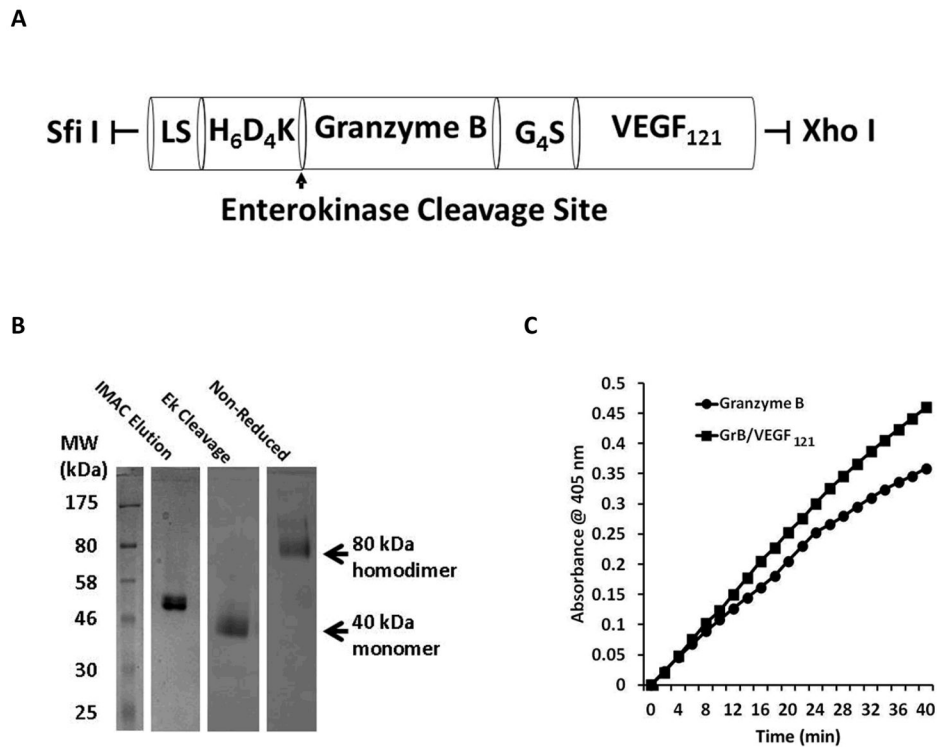 A
Sfi I LS H6D4K Granzyme B G4S VEGF121 Xho I
Enterokinase Cleavage Site
B
IMAC Elution
Ek Cleavage
Non-Reduced
MW
(kDa)
175
80
58
46
30
25
80 kDa
homodimer
40 kDa
monomer
C
0.5
0.45
0.4
0.35
0.3
0.25
0.2
0.15
0.1
0.05
0
Absorbance @ 405 nm
Granzyme B
GrB/VEGF 121
0 4 8 12 16 20 24 28 32 36 40
Time (min)